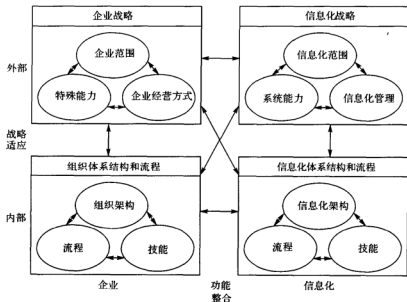 企业战略
信息化战略
外部
企业范围
信息化范围
特殊能力
企业经营方式
系统能力
信息化管理
战略
适应
组织体系结构和流程
信息化体系结构和流程
内部
组织架构
信息化架构
流程
技能
流程
技能
企业
功能
整合
信息化